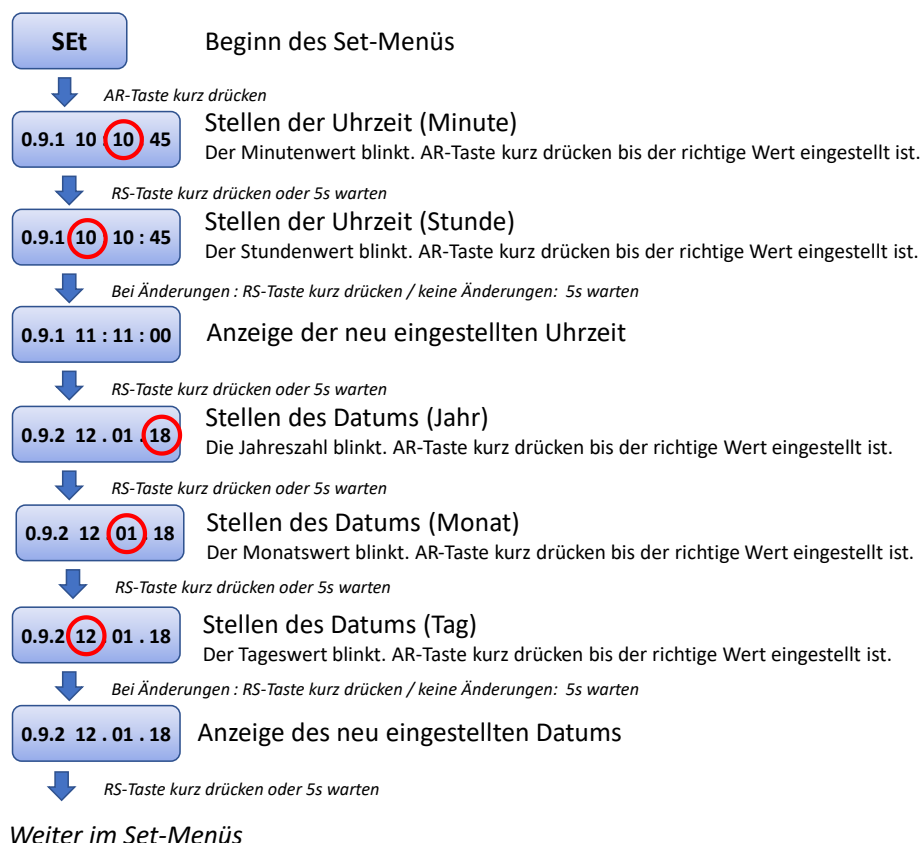 SEt
Beginn des Set-Menüs
AR-Taste kurz drücken
0.9.1 10 : 10 : 45
Stellen der Uhrzeit (Minute)
Der Minutenwert blinkt. AR-Taste kurz drücken bis der richtige Wert eingestellt ist.
RS-Taste kurz drücken oder 5s warten
0.9.1 10 : 10 : 45
Stellen der Uhrzeit (Stunde)
Der Stundenwert blinkt. AR-Taste kurz drücken bis der richtige Wert eingestellt ist.
Bei Änderungen : RS-Taste kurz drücken / keine Änderungen: 5s warten
0.9.1 11 : 11 : 00
Anzeige der neu eingestellten Uhrzeit
RS-Taste kurz drücken oder 5s warten
0.9.2 12 . 01 . 18
Stellen des Datums (Jahr)
Die Jahreszahl blinkt. AR-Taste kurz drücken bis der richtige Wert eingestellt ist.
RS-Taste kurz drücken oder 5s warten
0.9.2 12 . 01 . 18
Stellen des Datums (Monat)
Der Monatswert blinkt. AR-Taste kurz drücken bis der richtige Wert eingestellt ist.
RS-Taste kurz drücken oder 5s warten
0.9.2 12 . 01 . 18
Stellen des Datums (Tag)
Der Tageswert blinkt. AR-Taste kurz drücken bis der richtige Wert eingestellt ist.
Bei Änderungen : RS-Taste kurz drücken / keine Änderungen: 5s warten
0.9.2 12 . 01 . 18
Anzeige des neu eingestellten Datums
RS-Taste kurz drücken oder 5s warten
Weiter im Set-Menüs